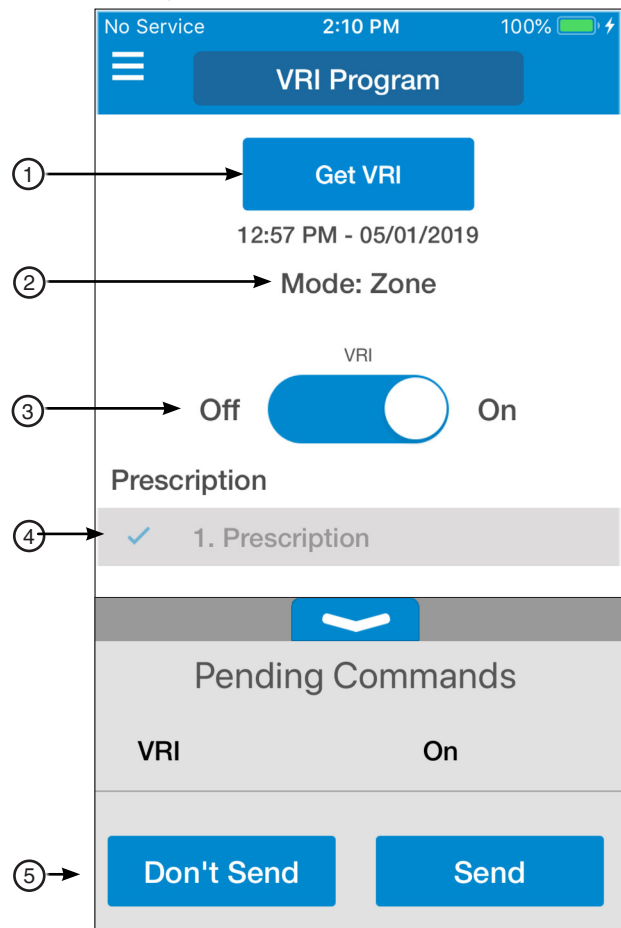 No Service 2:10 PM 100%
VRI Program
1 Get VRI
12:57 PM - 05/01/2019
2 Mode: Zone
VRI
3 Off On
Prescription
4 1. Prescription
Pending Commands
VRI On
5 Don't Send Send